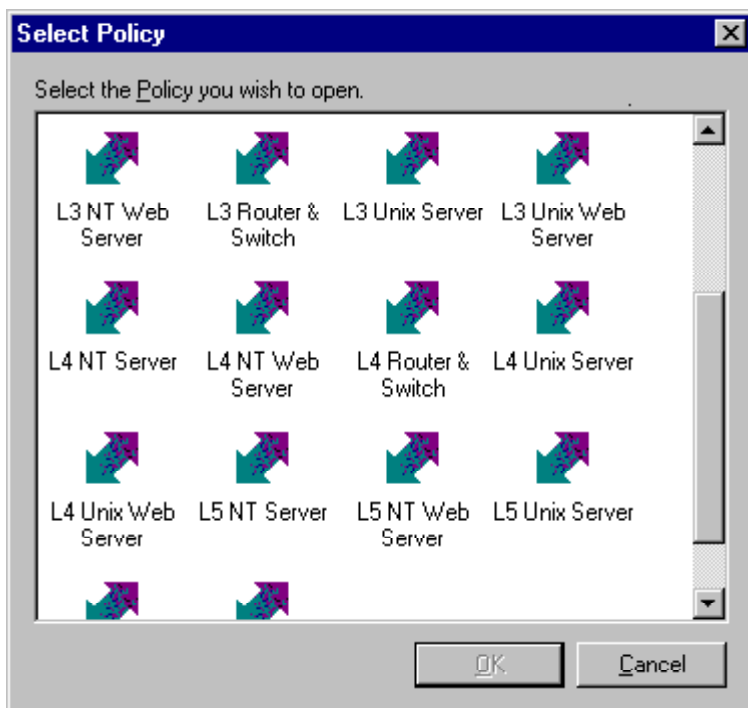 Select Policy
Select the Policy you wish to open.
L3 NT Web Server
L3 Router & Switch
L3 Unix Server
L3 Unix Web Server
L4 NT Server
L4 NT Web Server
L4 Router & Switch
L4 Unix Server
L4 Unix Web Server
L5 NT Server
L5 NT Web Server
L5 Unix Server
OK
Cancel